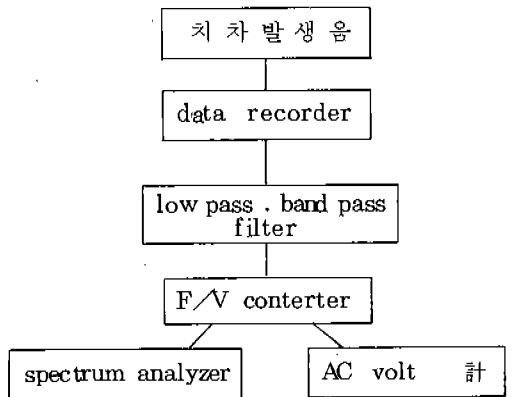 치 차 발 생 음
data recorder
low pass . band pass
filter
F/V conterter
spectrum analyzer
AC volt 計